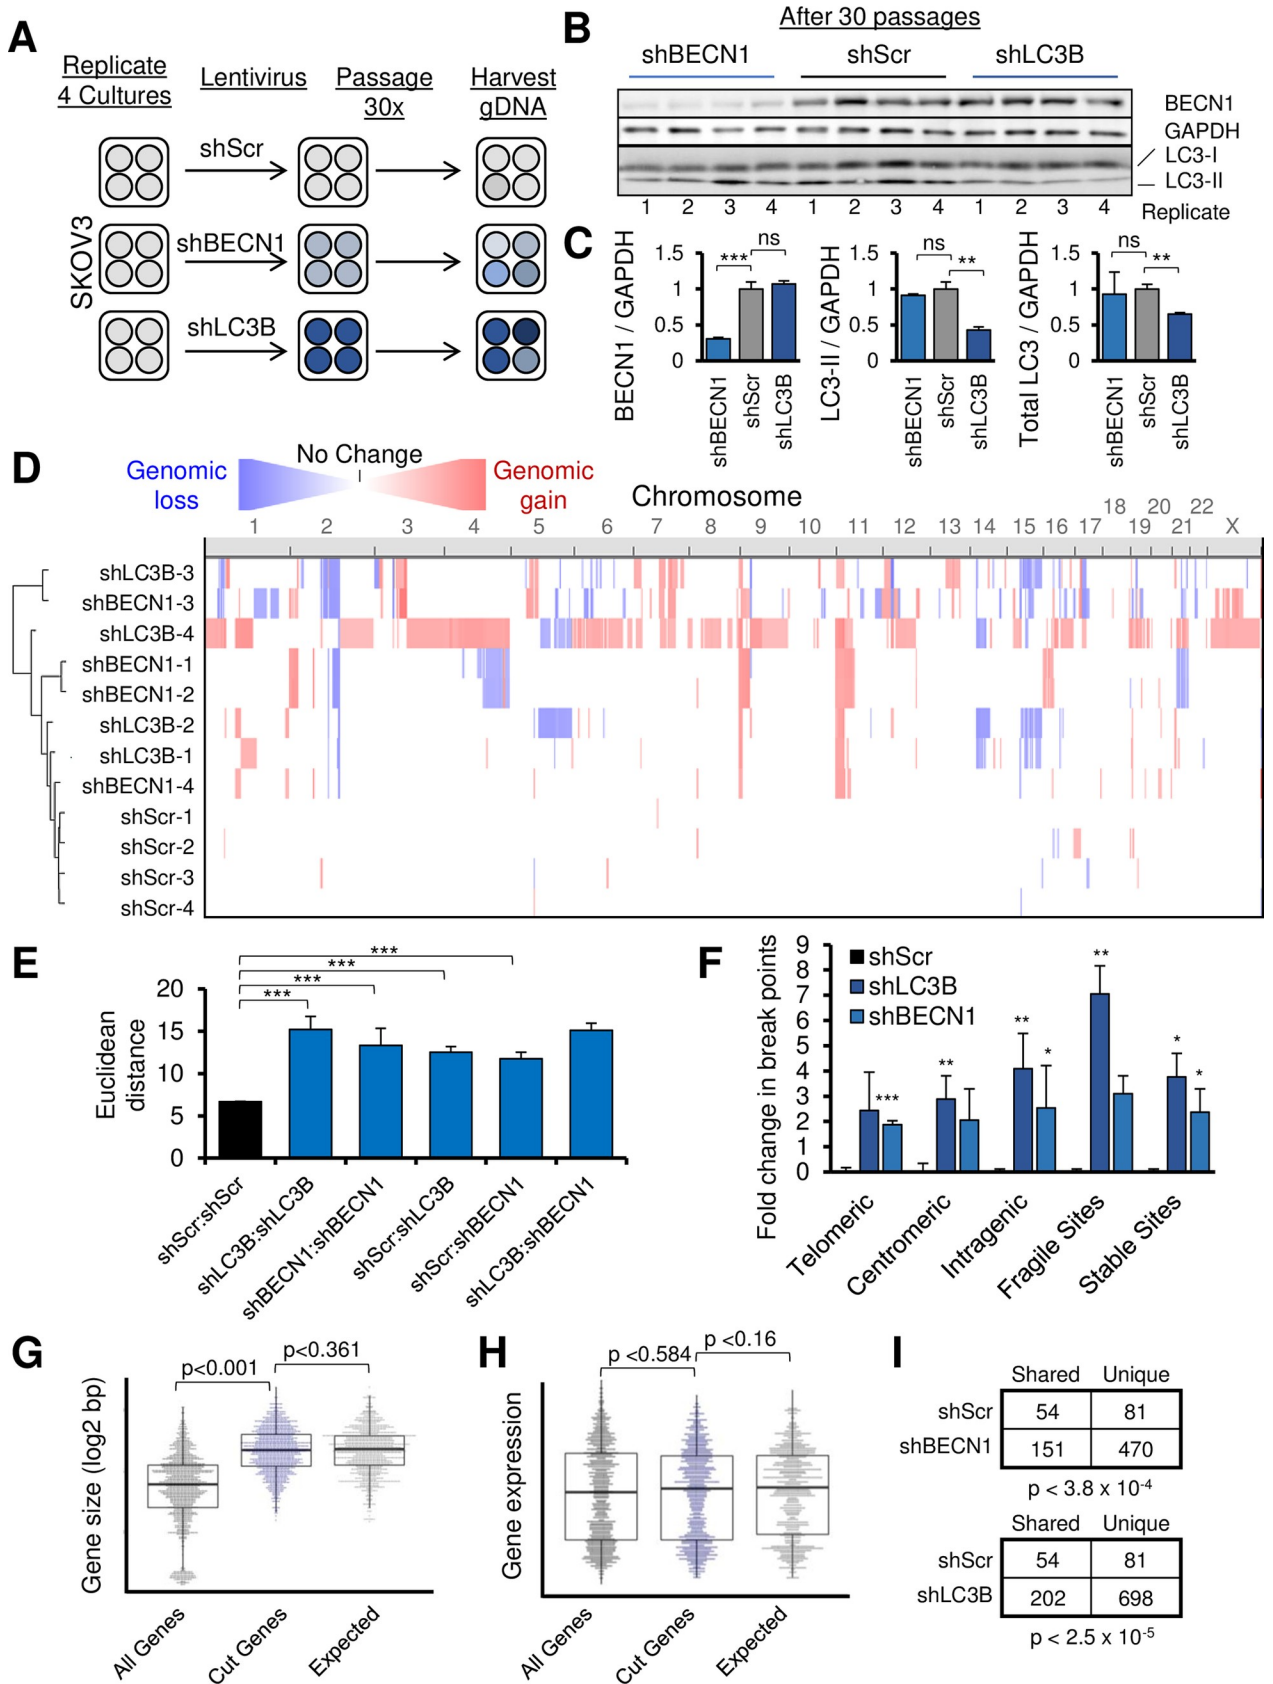 A
Replicate
4 Cultures
Lentivirus
Passage
30x
Harvest
gDNA
SKOV3
shScr
shBECN1
shLC3B
B
After 30 passages
shBECN1 shScr shLC3B
BECN1
GAPDH
LC3-I
LC3-II
1 2 3 4 1 2 3 4 1 2 3 4 Replicate
C
BECN1 / GAPDH
1.5
1
0.5
0
*** ns
shBECN1
shScr
shLC3B
LC3-II / GAPDH
1.5
1
0.5
0
ns **
shBECN1
shScr
shLC3B
Total LC3 / GAPDH
1.5
1
0.5
0
ns **
shBECN1
shScr
shLC3B
D
Genomic
loss
No Change
Genomic
gain
Chromosome
1 2 3 4 5 6 7 8 9 10 11 12 13 14 15 16 17 18 19 20 21 22 X
shLC3B-3
shBECN1-3
shLC3B-4
shBECN1-1
shBECN1-2
shLC3B-2
shLC3B-1
shBECN1-4
shScr-1
shScr-2
shScr-3
shScr-4
E
Euclidean
distance
20
15
10
5
0
***
***
***
***
shScr:shScr
shLC3B:shLC3B
shBECN1:shBECN1
shScr:shLC3B
shScr:shBECN1
shLC3B:shBECN1
F
Fold change in break points
9
8
7
6
5
4
3
2
1
0
shScr
shLC3B
shBECN1
***
**
**
*
**
*
*
Telomeric
Centromeric
Intragenic
Fragile Sites
Stable Sites
G
Gene size (log2 bp)
p<0.001
p<0.361
All Genes
Cut Genes
Expected
H
Gene expression
p <0.584
p <0.16
All Genes
Cut Genes
Expected
I
Shared Unique
shScr 54 81
shBECN1 151 470
p < 3.8 x 10-4
Shared Unique
shScr 54 81
shLC3B 202 698
p < 2.5 x 10-5